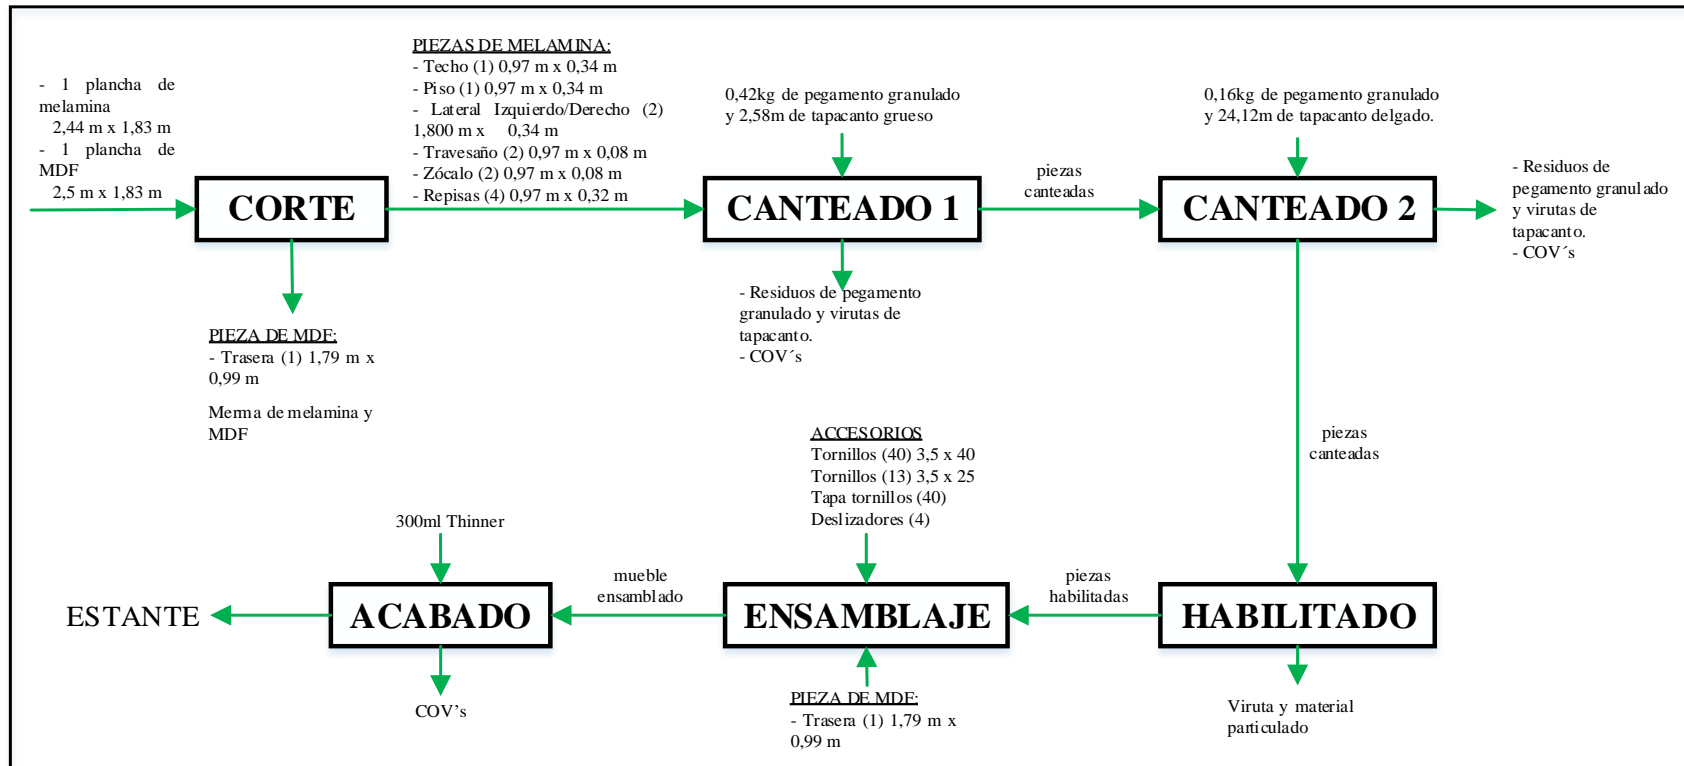 - 1 plancha de
melamina
2,44 m x 1,83 m
- 1 plancha de
MDF
2,5 m x 1,83 m
CORTE
PIEZAS DE MELAMINA:
- Techo (1) 0,97 m x 0,34 m
- Piso (1) 0,97 m x 0,34 m
- Lateral Izquierdo/Derecho (2)
1,800 m x 0,34 m
- Travesaño (2) 0,97 m x 0,08 m
- Zócalo (2) 0,97 m x 0,08 m
- Repisas (4) 0,97 m x 0,32 m
PIEZA DE MDF:
- Trasera (1) 1,79 m x
0,99 m
Merma de melamina y
MDF
0,42kg de pegamento granulado
y 2,58m de tapacanto grueso
CANTEADO 1
- Residuos de pegamento
granulado y virutas de
tapacanto.
- COV´s
piezas
canteadas
0,16kg de pegamento granulado
y 24,12m de tapacanto delgado.
CANTEADO 2
- Residuos de
pegamento granulado
y virutas de
tapacanto.
- COV´s
piezas
canteadas
HABILITADO
Viruta y material
particulado
piezas
habilitadas
ACCESORIOS
Tornillos (40) 3,5 x 40
Tornillos (13) 3,5 x 25
Tapa tornillos (40)
Deslizadores (4)
ENSAMBLAJE
PIEZA DE MDF:
- Trasera (1) 1,79 m x
0,99 m
mueble
ensamblado
300ml Thinner
ACABADO
COV’s
ESTANTE